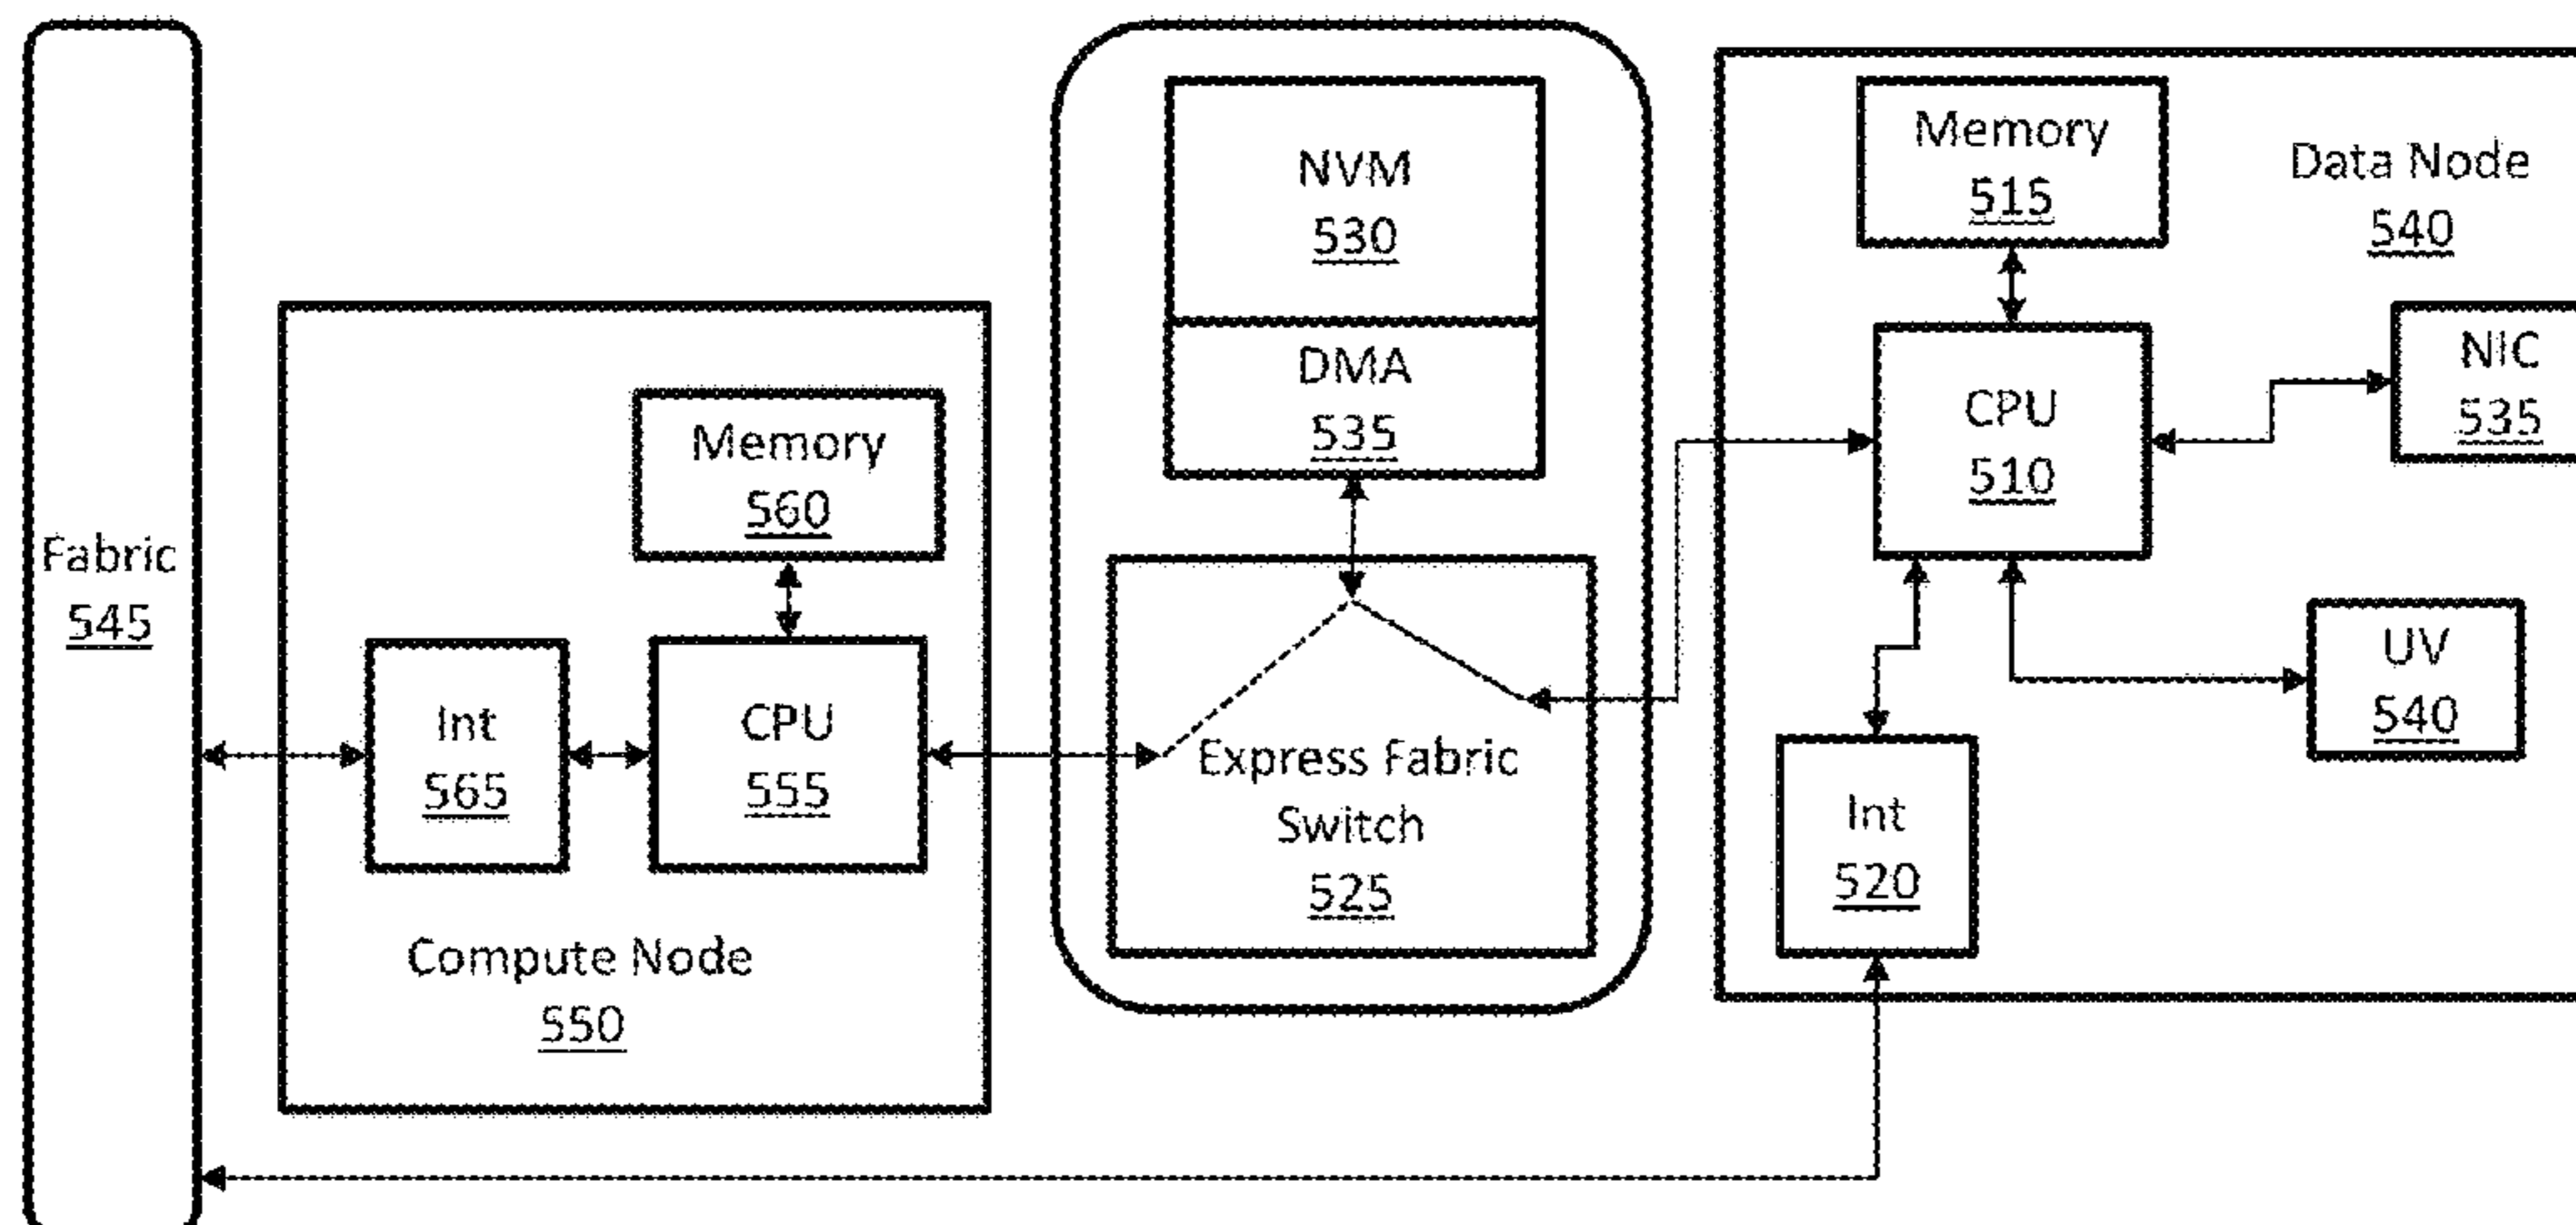 Fabric
545
Memory
560
Int
565
CPU
555
Compute Node
550
NVM
530
DMA
535
Express Fabric
Switch
525
Memory
515
Data Node
540
CPU
510
NIC
535
UV
540
Int
520